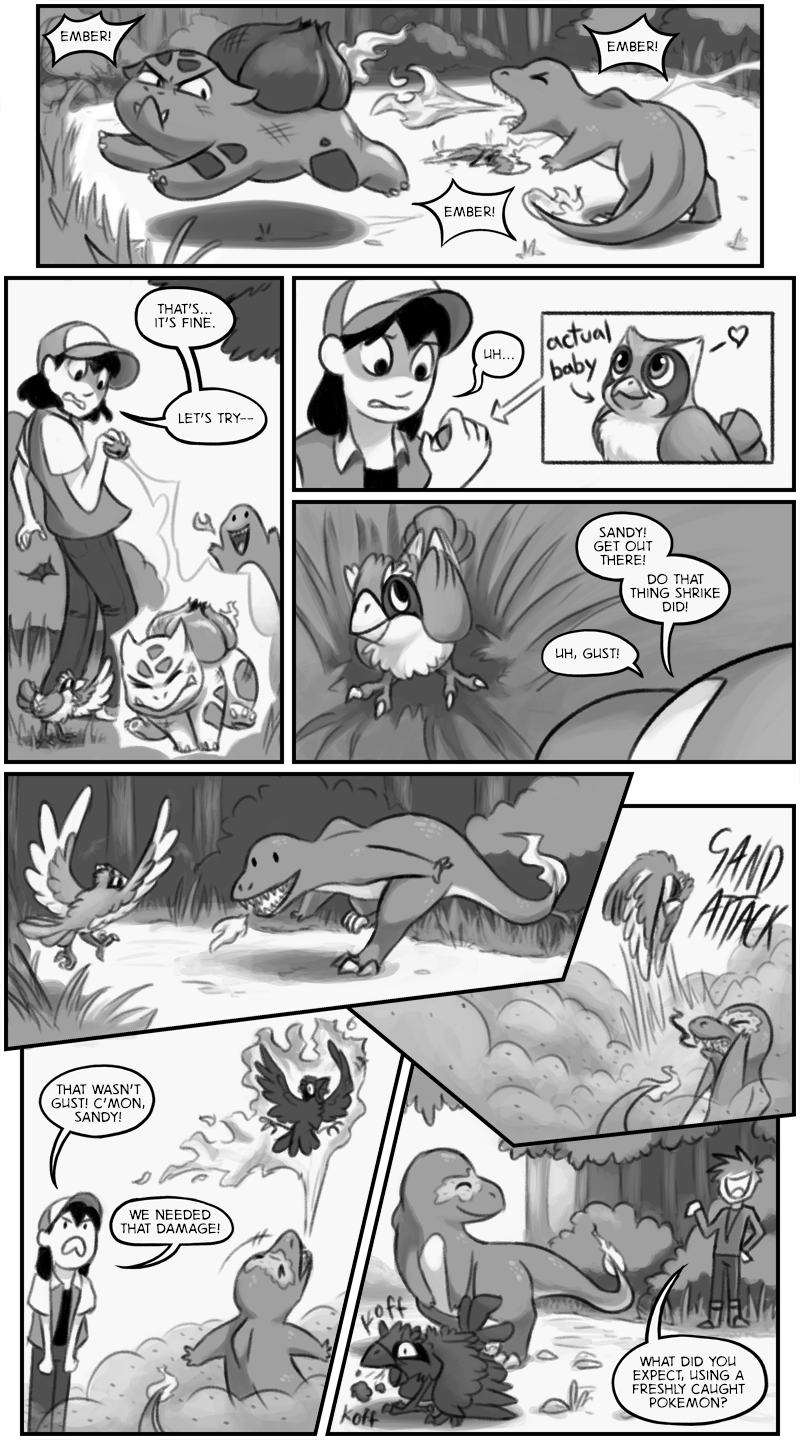 EMBER!
EMBER!
EMBER!
THAT'S...
IT'S FINE.
LET'S TRY--
UH...
actual
baby
SANDY!
GET OUT
THERE!
DO THAT
THING SHRIKE
DID!
UH, GUST!
SAND
ATTACK
THAT WASN'T
GUST! C'MON,
SANDY!
WE NEEDED
THAT DAMAGE!
Koff
Koff
WHAT DID YOU
EXPECT, USING A
FRESHLY CAUGHT
POKEMON?